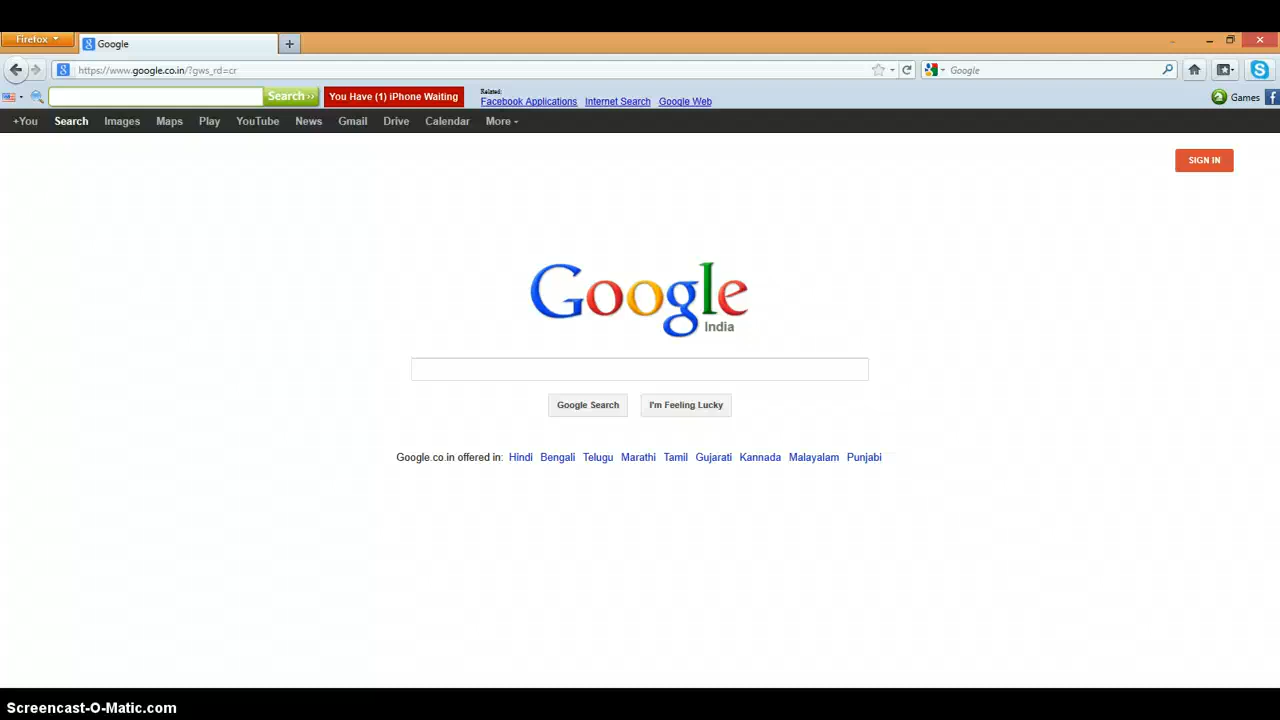 Firefox
Google
https://www.google.co.in/?gws_rd=cr
Google
Search ››
You Have (1) iPhone Waiting
Related:
Facebook Applications Internet Search Google Web
Games
+You Search Images Maps Play YouTube News Gmail Drive Calendar More
SIGN IN
Google
India
Google Search I'm Feeling Lucky
Google.co.in offered in: Hindi Bengali Telugu Marathi Tamil Gujarati Kannada Malayalam Punjabi
Screencast-O-Matic.com